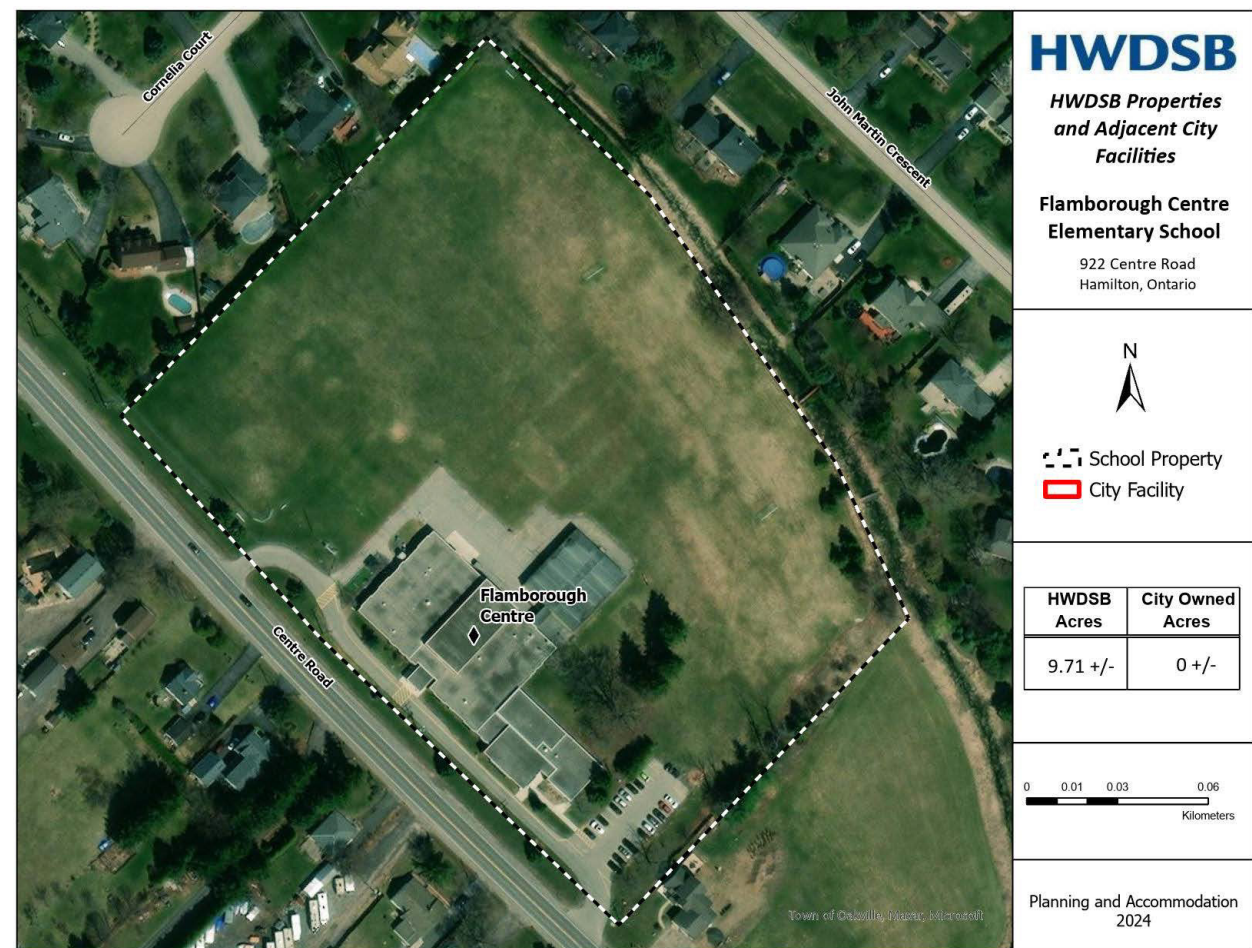 Cornelia Court
John Martin Crescent
Flamborough
Centre
Centre Road
Town of Oakville, Maxar, Microsoft
HWDSB
HWDSB Properties
and Adjacent City
Facilities
Flamborough Centre
Elementary School
922 Centre Road
Hamilton, Ontario
N
School Property
City Facility
HWDSB Acres
City Owned Acres
9.71 +/-
0 +/-
0 0.01 0.03 0.06
Kilometers
Planning and Accommodation
2024